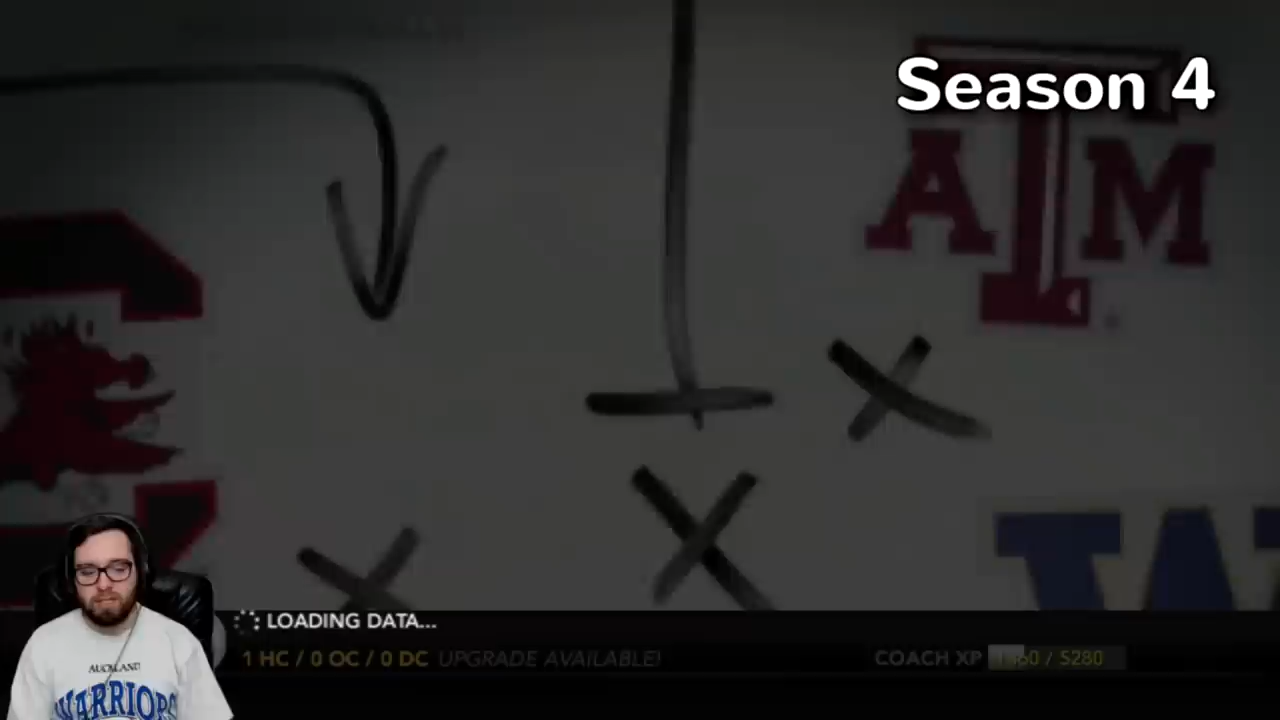 Season 4
A T M
LOADING DATA...
1 HC / 0 OC / 0 DC UPGRADE AVAILABLE!
COACH XP / 5280
AUCKLAND
WARRIORS